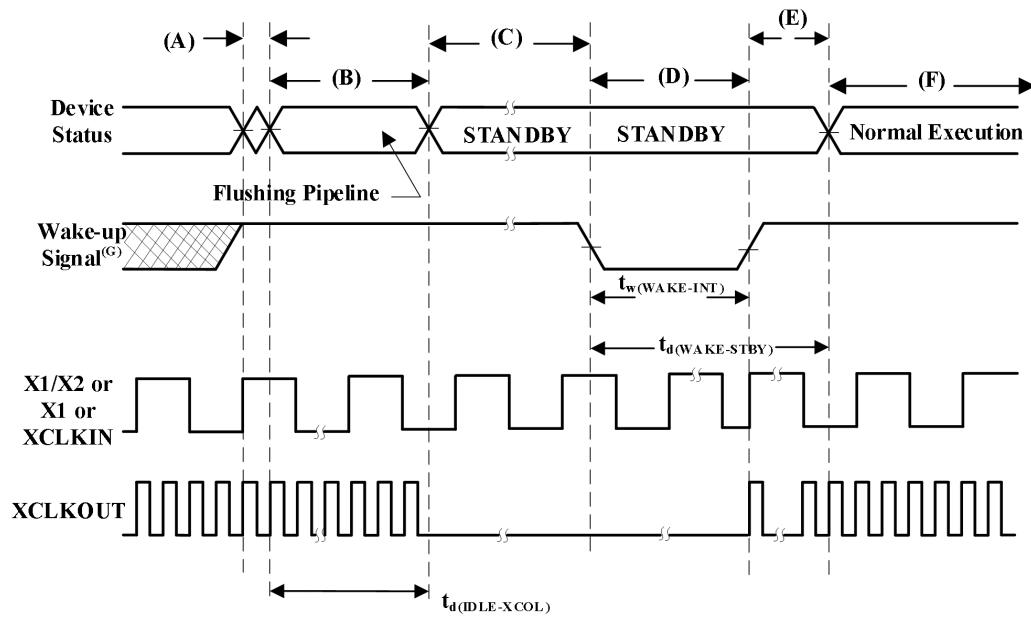 (A)
(B)
(C)
(D)
(E)
(F)
Device
Status
STANDBY
STANDBY
Normal Execution
Flushing Pipeline
Wake-up
Signal(G)
tw(WAKE-INT)
td(WAKE-STBY)
X1/X2 or
X1 or
XCLKIN
XCLKOUT
td(IDLE-XCOL)